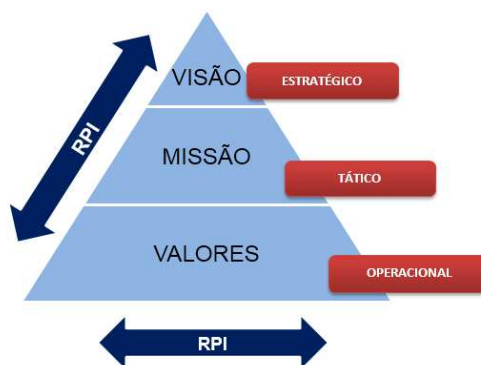 VISÃO
ESTRATÉGICO
RPI
MISSÃO
TÁTICO
VALORES
OPERACIONAL
RPI